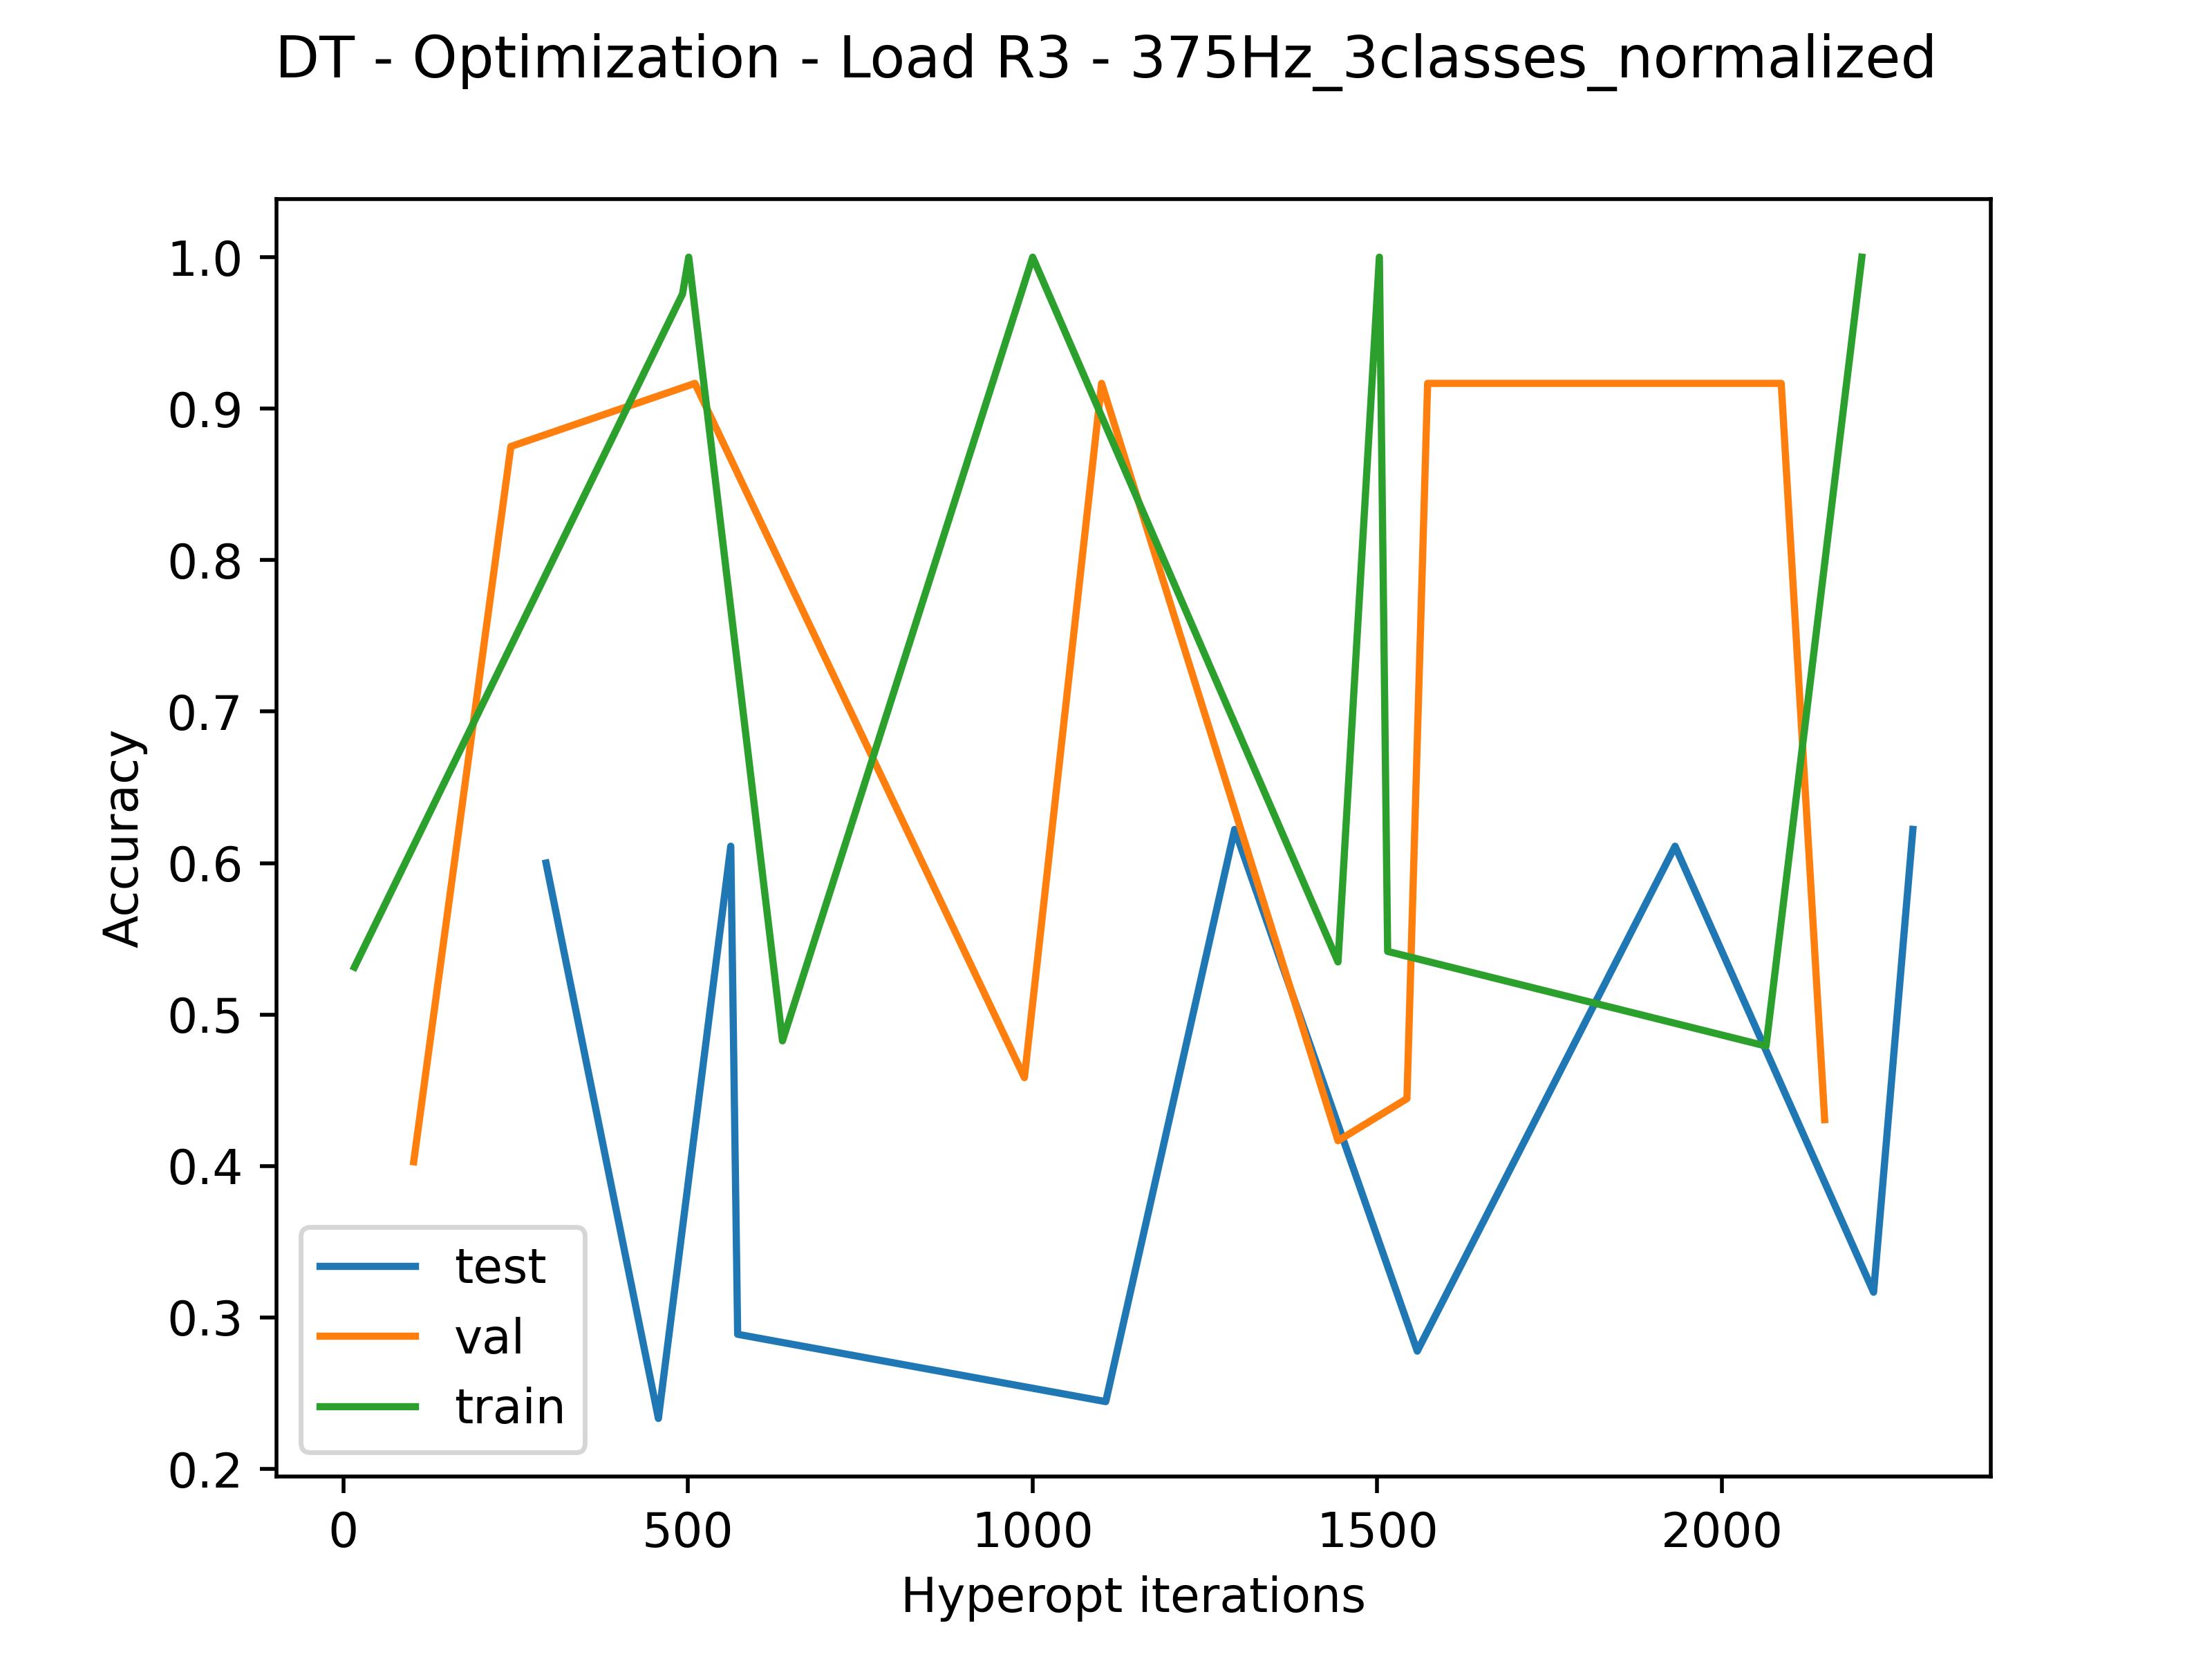 DT - Optimization - Load R3 - 375Hz_3classes_normalized
1.0
0.9
0.8
0.7
0.6
0.5
0.4
0.3
0.2
Accuracy
test
val
train
0 500 1000 1500 2000
Hyperopt iterations